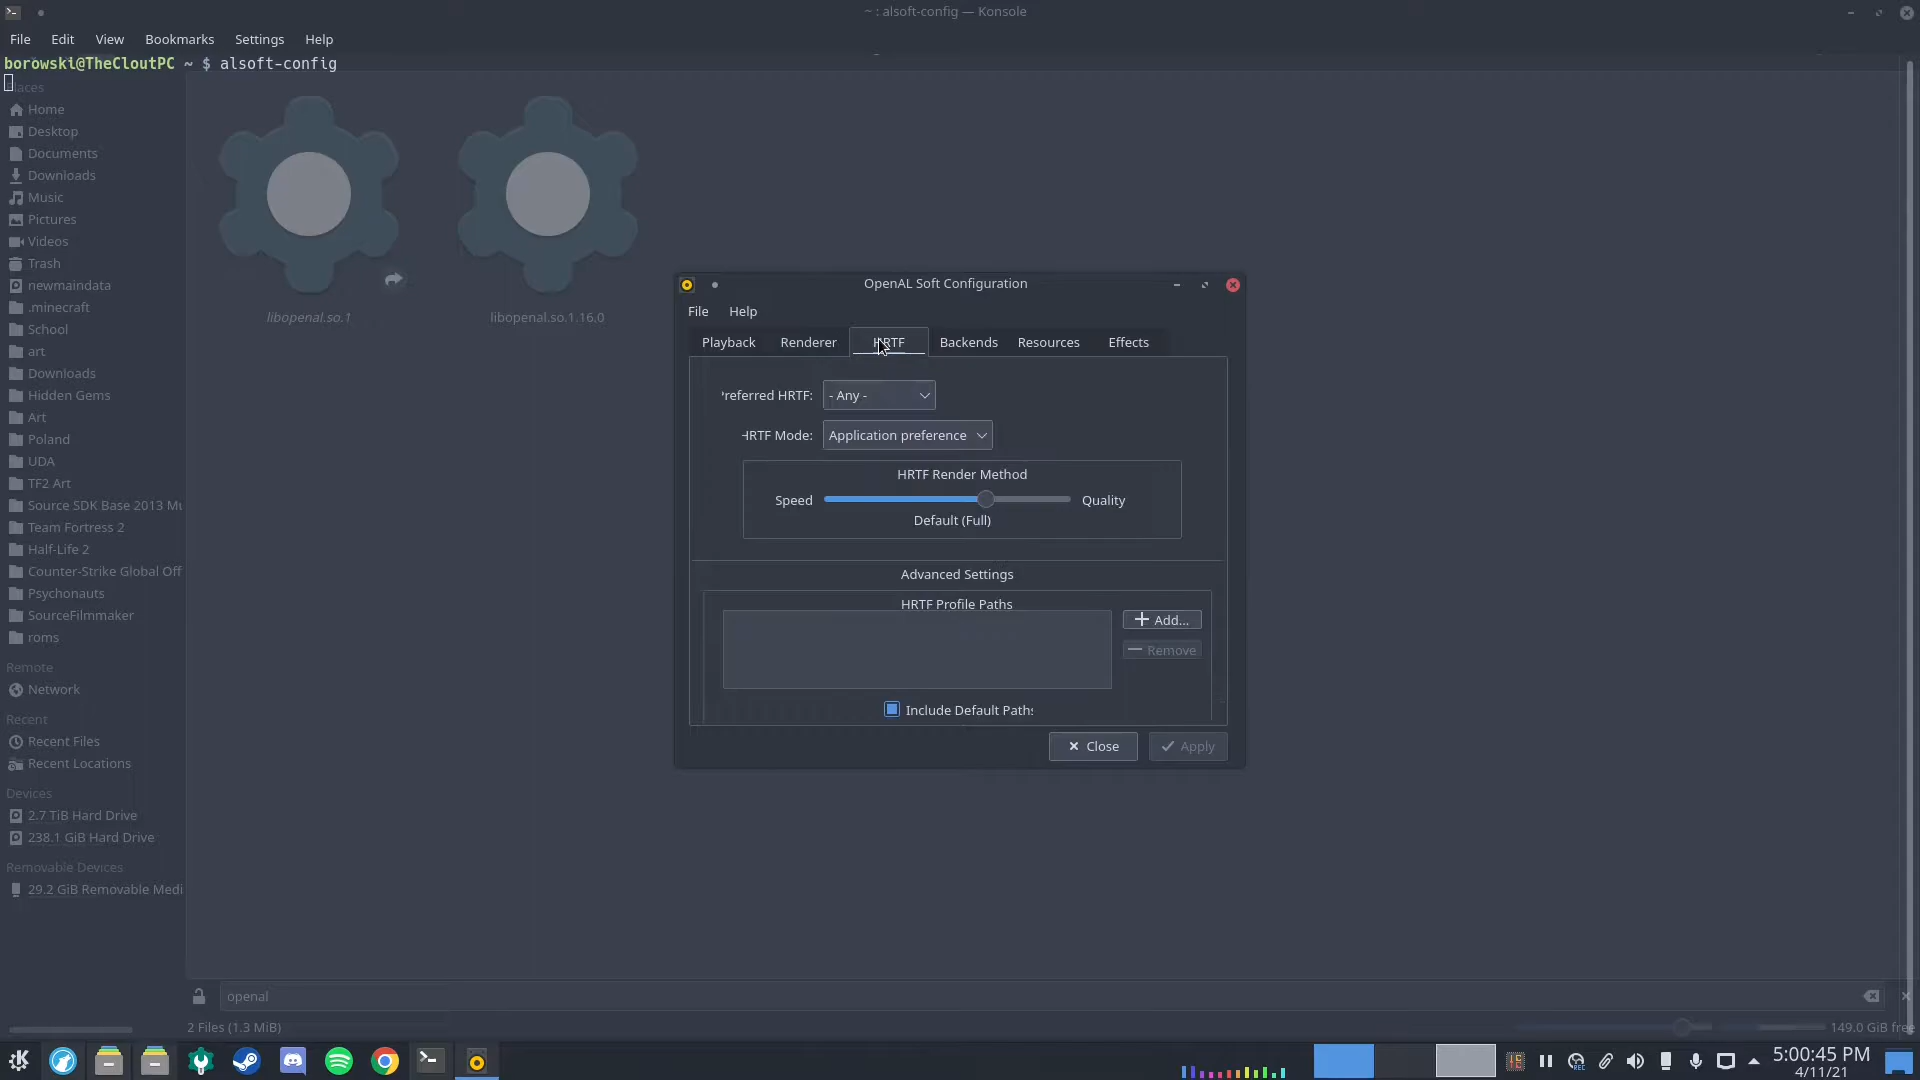 ~ : alsoft-config — Konsole
File Edit View Bookmarks Settings Help
borowski@TheCloutPC ~ $ alsoft-config
laces
Home
Desktop
Documents
Downloads
Music
Pictures
Videos
Trash
newmaindata
.minecraft
School
art
Downloads
Hidden Gems
Art
Poland
UDA
TF2 Art
Source SDK Base 2013 Mu
Team Fortress 2
Half-Life 2
Counter-Strike Global Off
Psychonauts
SourceFilmmaker
roms
Remote
Network
Recent
Recent Files
Recent Locations
Devices
2.7 TiB Hard Drive
238.1 GiB Hard Drive
Removable Devices
29.2 GiB Removable Medi
libopenal.so.1
libopenal.so.1.16.0
OpenAL Soft Configuration
File Help
Playback Renderer HRTF Backends Resources Effects
referred HRTF: - Any -
HRTF Mode: Application preference
HRTF Render Method
Speed Quality
Default (Full)
Advanced Settings
HRTF Profile Paths
Add...
Remove
Include Default Paths
Close Apply
openal
2 Files (1.3 MiB)
149.0 GiB free
REC
5:00:45 PM
4/11/21